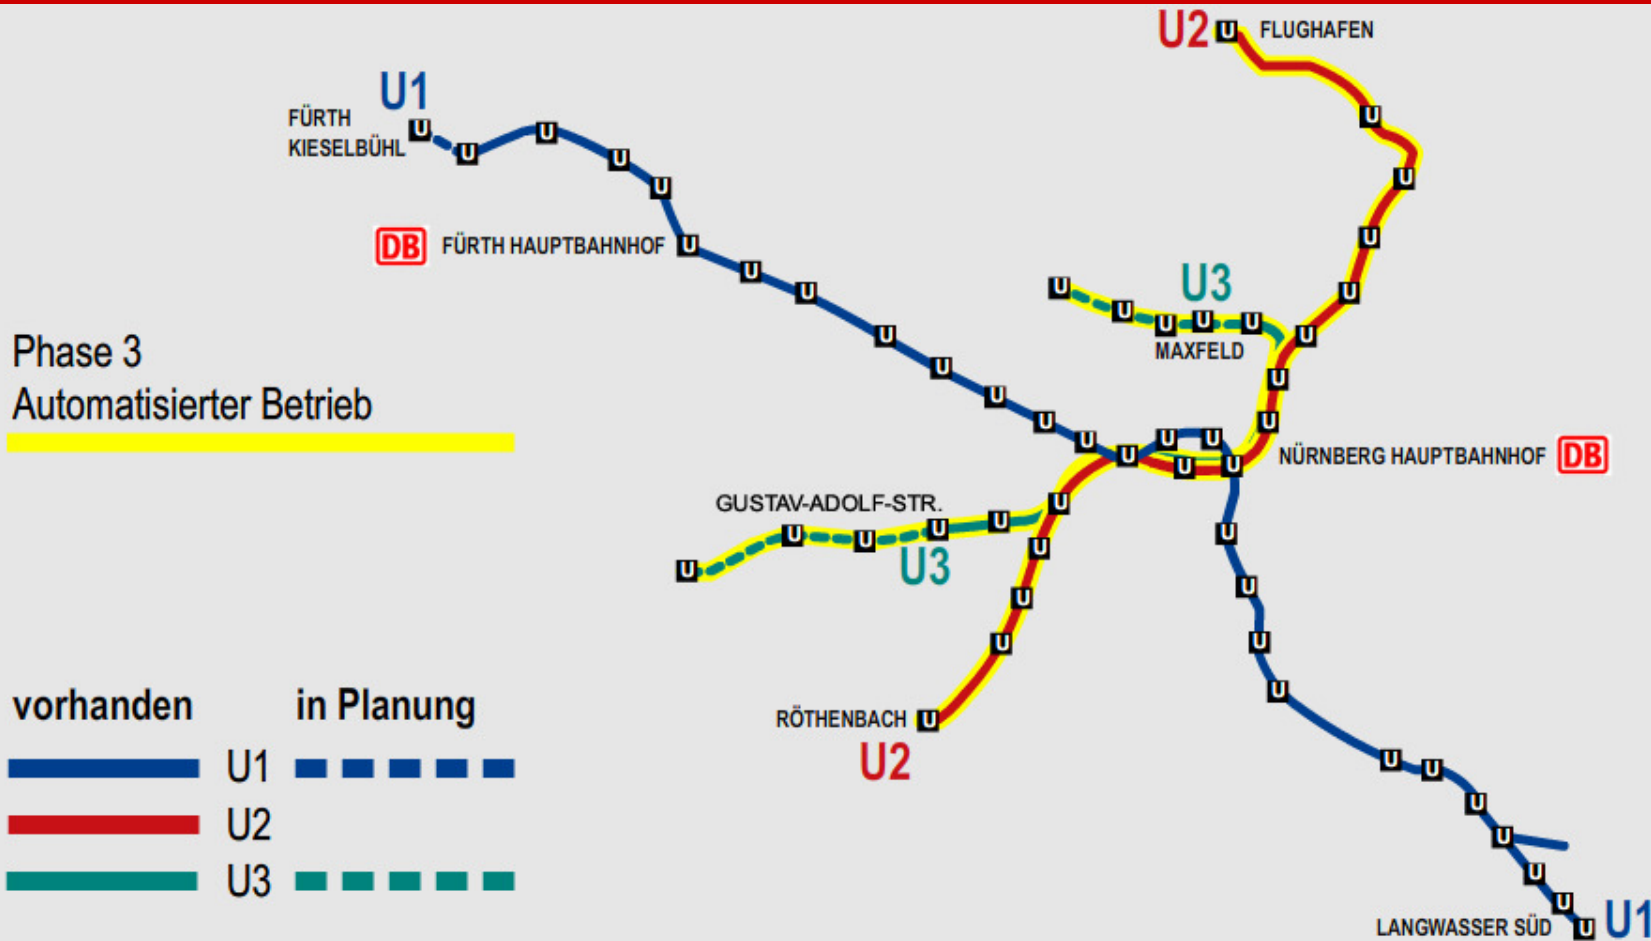 U2 FLUGHAFEN
U1
FÜRTH
KIESELBÜHL
DB FÜRTH HAUPTBAHNHOF
U3
MAXFELD
Phase 3
Automatisierter Betrieb
NÜRNBERG HAUPTBAHNHOF DB
GUSTAV-ADOLF-STR.
U3
vorhanden in Planung
RÖTHENBACH
U2
U1
U2
U3
LANGWASSER SÜD U1